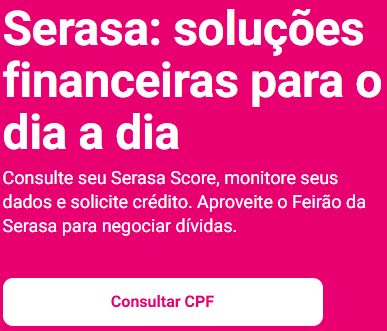 Serasa: soluções
financeiras para o
dia a dia
Consulte seu Serasa Score, monitore seus
dados e solicite crédito. Aproveite o Feirão da
Serasa para negociar dívidas.
Consultar CPF